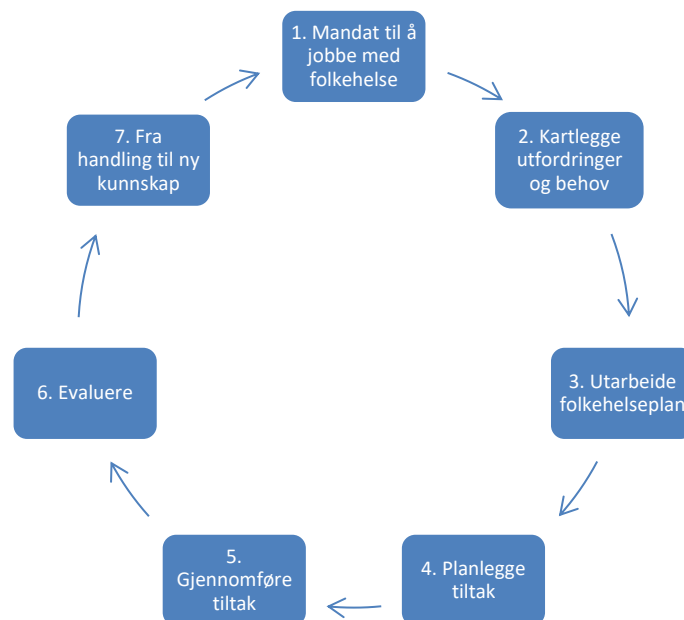 1. Mandat til å
jobbe med
folkehelse
2. Kartlegge
utfordringer
og behov
3. Utarbeide
folkehelseplan
4. Planlegge
tiltak
5.
Gjennomføre
tiltak
6. Evaluere
7. Fra
handling til ny
kunnskap